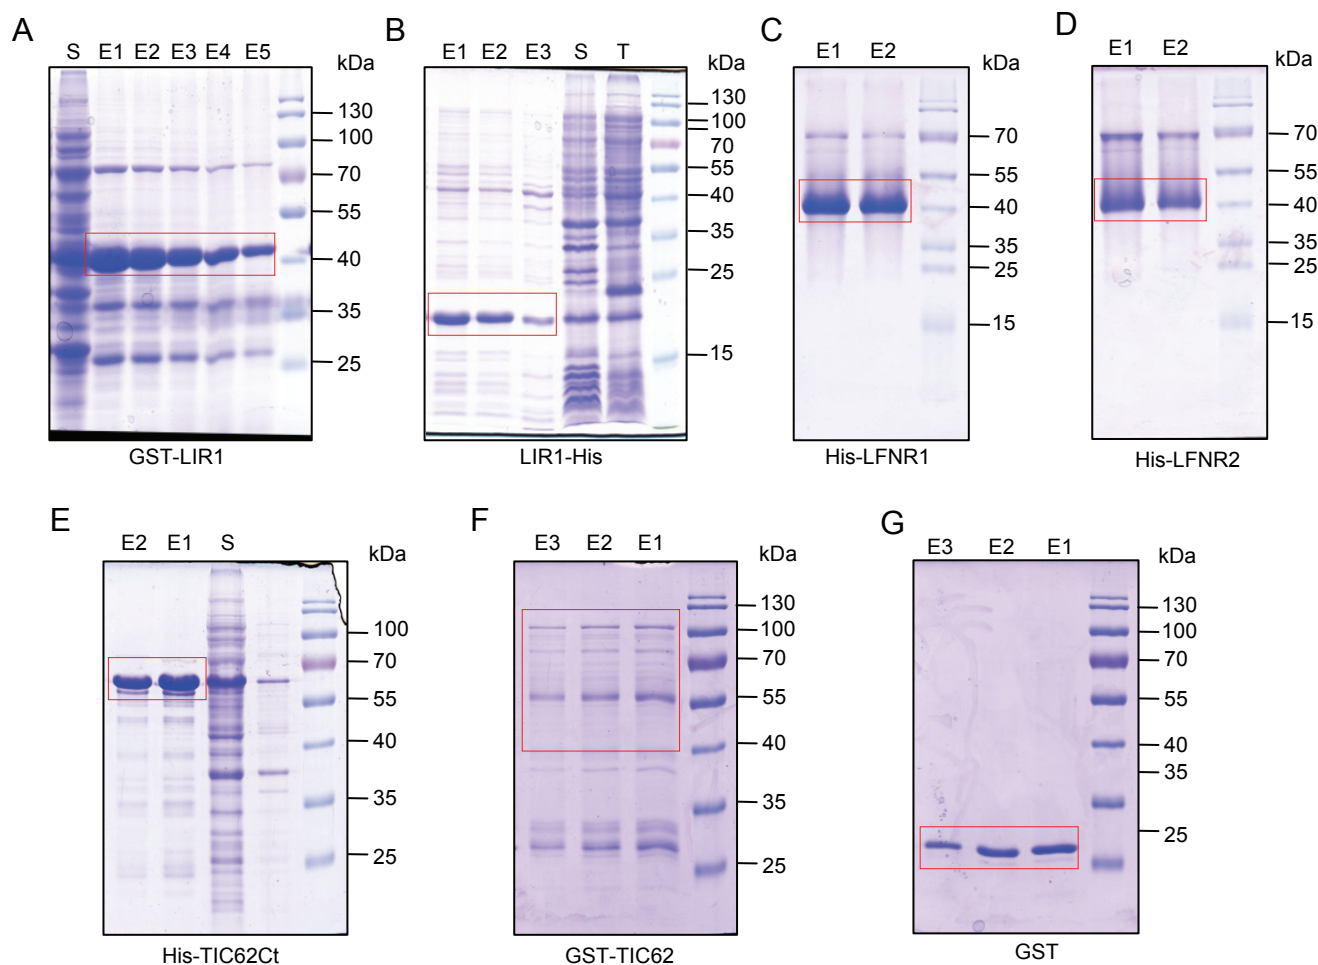 A
S E1 E2 E3 E4 E5
kDa
130
100
70
55
40
35
25
GST-LIR1
B
E1 E2 E3 S T
kDa
130
100
70
55
40
35
25
15
LIR1-His
C
E1 E2
kDa
70
55
40
35
25
15
His-LFNR1
D
E1 E2
kDa
70
55
40
35
25
15
His-LFNR2
E
E2 E1 S
kDa
100
70
55
40
35
25
His-TIC62Ct
F
E3 E2 E1
kDa
130
100
70
55
40
35
25
GST-TIC62
G
E3 E2 E1
kDa
130
100
70
55
40
35
25
GST